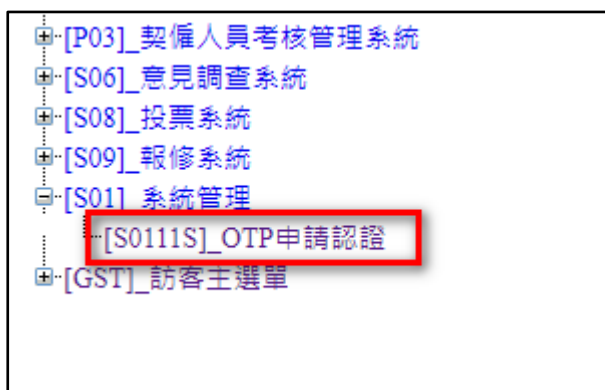 [P03]_契僱人員考核管理系統
[S06]_意見調查系統
[S08]_投票系統
[S09]_報修系統
[S01]_系統管理
[S0111S]_OTP申請認證
[GST]_訪客主選單